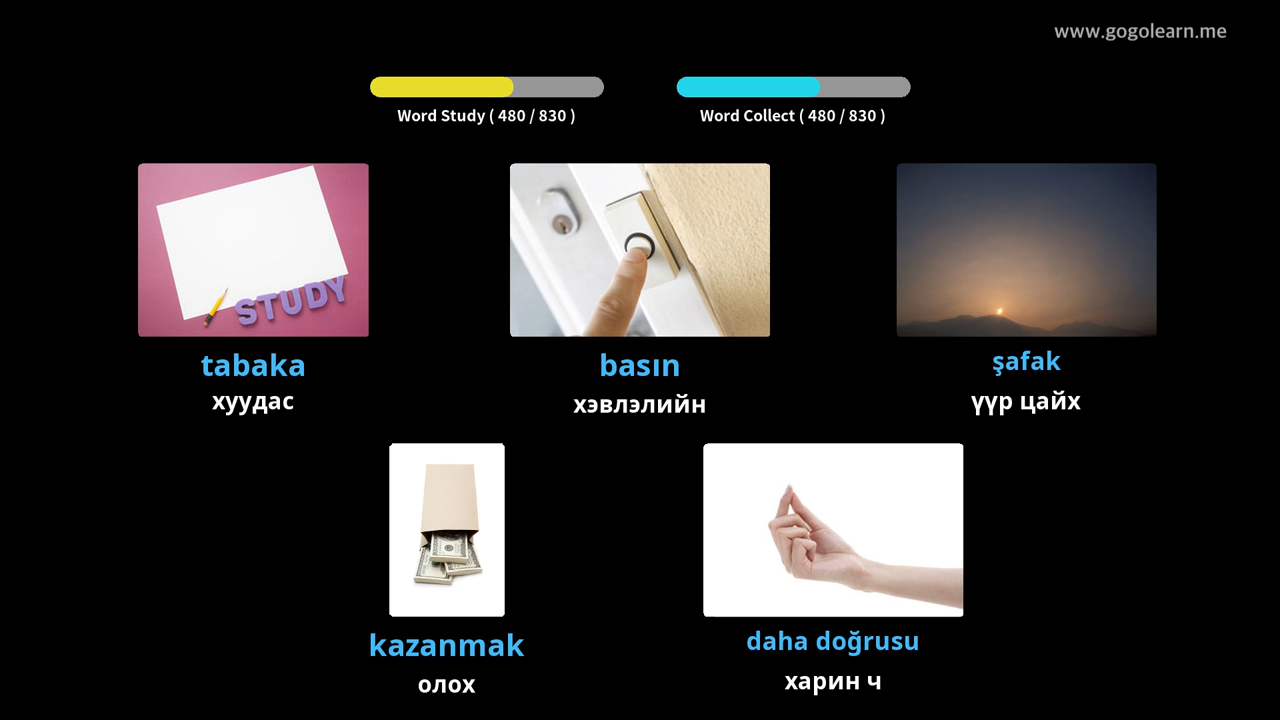 www.gogolearn.me
Word Study ( 480 / 830 )
Word Collect ( 480 / 830 )
STUDY
tabaka
хуудас
basın
хэвлэлийн
şafak
үүр цайх
kazanmak
олох
daha doğrusu
харин ч